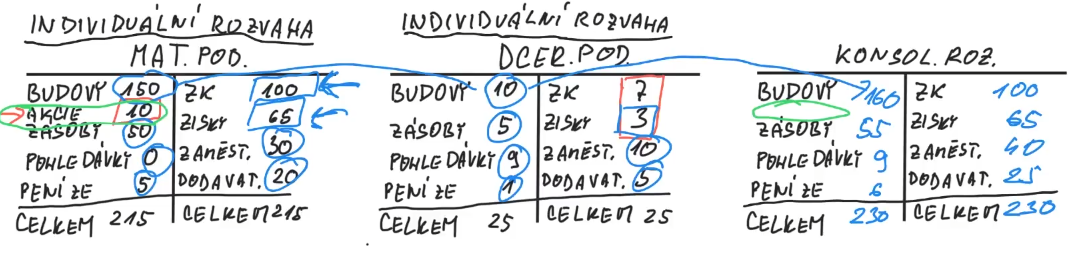 INDIVIDUÁLNÍ ROZVAHA
MAT. POD.
BUDOVY 150 ZK 100
AKCIE 10
ZÁSOBY 50 ZISKY 65
POHLEDÁVKY 0 ZAMĚST. 30
PENÍZE 5 DODAVAT. 20
CELKEM 215 CELKEM 215
INDIVIDUÁLNÍ ROZVAHA
DCER. POD.
BUDOVY 10 ZK 7
ZÁSOBY 5 ZISKY 3
POHLEDÁVKY 9 ZAMĚST. 10
PENÍZE 1 DODAVAT. 5
CELKEM 25 CELKEM 25
KONSOL. ROZ.
BUDOVY 160 ZK 100
ZÁSOBY 55 ZISKY 65
POHLEDÁVKY 9 ZAMĚST. 40
PENÍZE 6 DODAVAT. 25
CELKEM 230 CELKEM 230